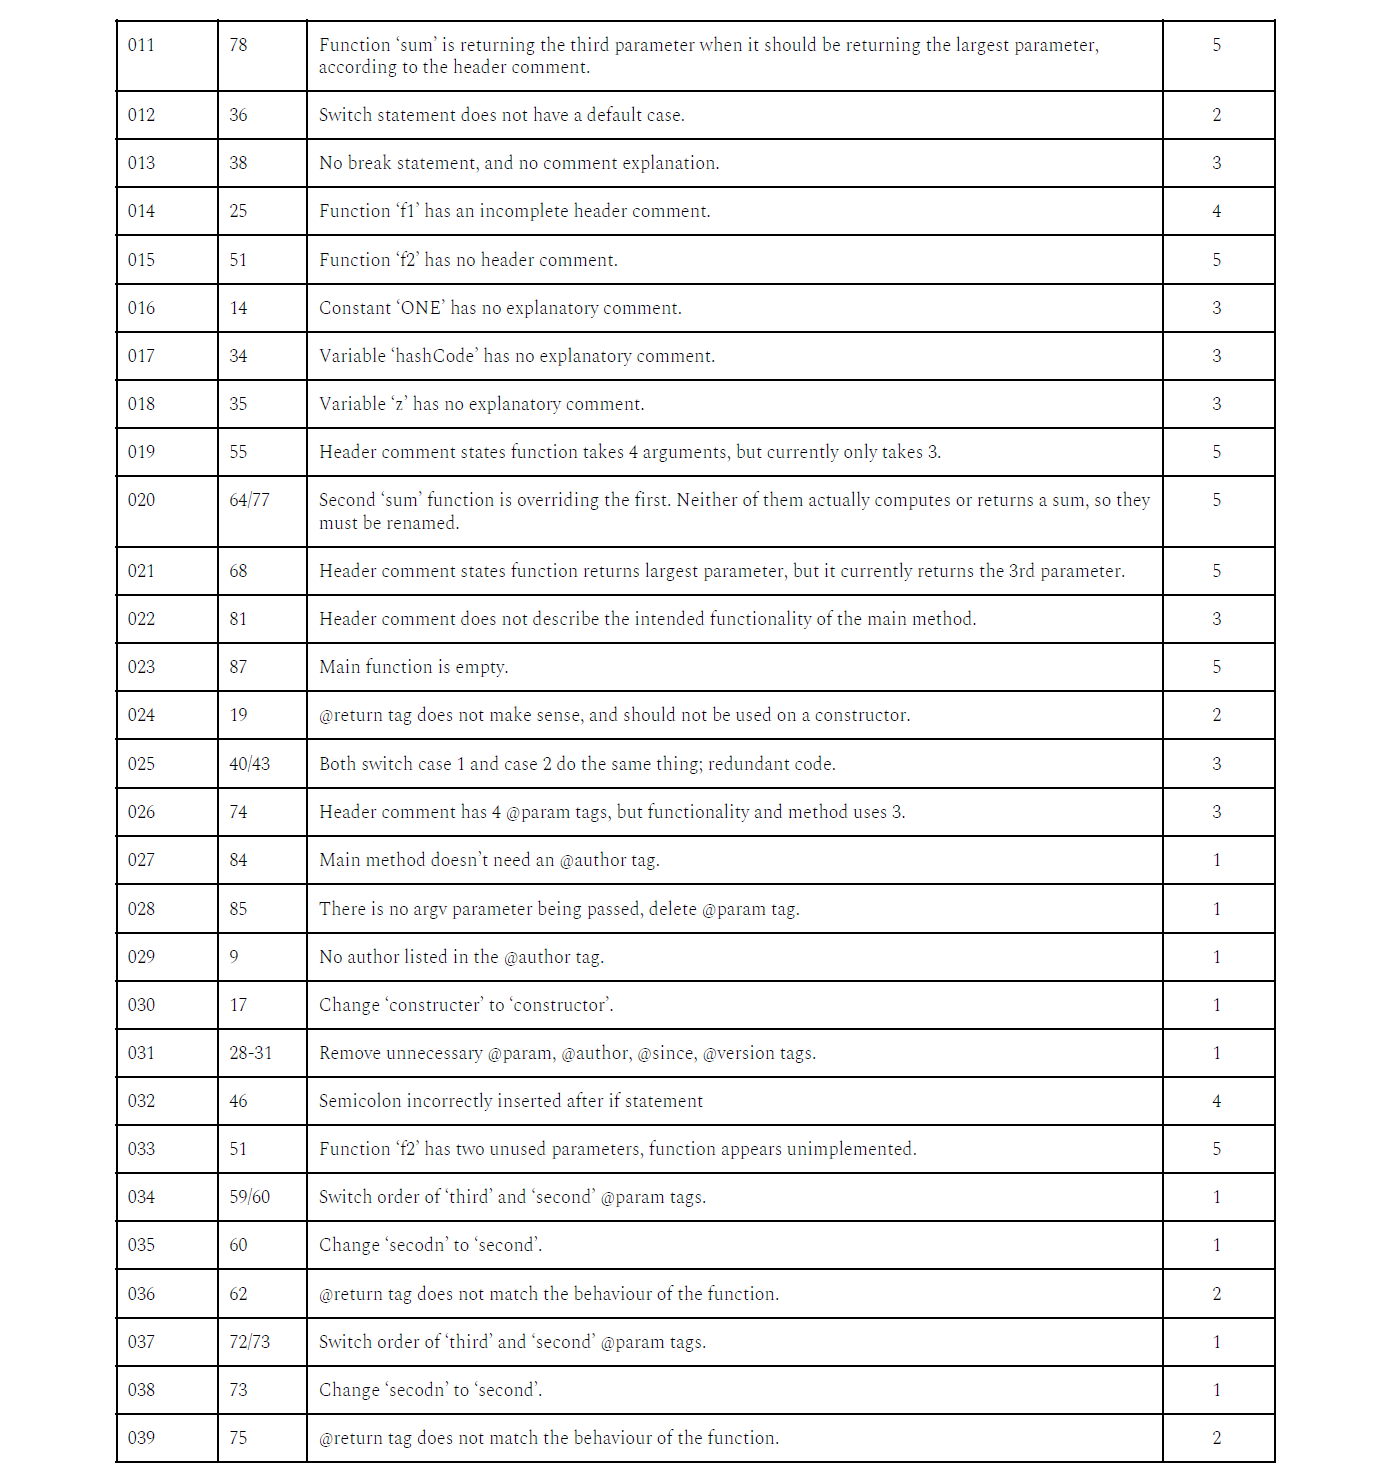 011 78 Function ‘sum’ is returning the third parameter when it should be returning the largest parameter, 5
according to the header comment.
012 36 Switch statement does not have a default case. 2
013 38 No break statement, and no comment explanation. 3
014 25 Function ‘f1’ has an incomplete header comment. 4
015 51 Function ‘f2’ has no header comment. 5
016 14 Constant ‘ONE’ has no explanatory comment. 3
017 34 Variable ‘hashCode’ has no explanatory comment. 3
018 35 Variable ‘z’ has no explanatory comment. 3
019 55 Header comment states function takes 4 arguments, but currently only takes 3. 5
020 64/77 Second ‘sum’ function is overriding the first. Neither of them actually computes or returns a sum, so they 5
must be renamed.
021 68 Header comment states function returns largest parameter, but it currently returns the 3rd parameter. 5
022 81 Header comment does not describe the intended functionality of the main method. 3
023 87 Main function is empty. 5
024 19 @return tag does not make sense, and should not be used on a constructor. 2
025 40/43 Both switch case 1 and case 2 do the same thing; redundant code. 3
026 74 Header comment has 4 @param tags, but functionality and method uses 3. 3
027 84 Main method doesn’t need an @author tag. 1
028 85 There is no argv parameter being passed, delete @param tag. 1
029 9 No author listed in the @author tag. 1
030 17 Change ‘constructer’ to ‘constructor’. 1
031 28-31 Remove unnecessary @param, @author, @since, @version tags. 1
032 46 Semicolon incorrectly inserted after if statement 4
033 51 Function ‘f2’ has two unused parameters, function appears unimplemented. 5
034 59/60 Switch order of ‘third’ and ‘second’ @param tags. 1
035 60 Change ‘secodn’ to ‘second’. 1
036 62 @return tag does not match the behaviour of the function. 2
037 72/73 Switch order of ‘third’ and ‘second’ @param tags. 1
038 73 Change ‘secodn’ to ‘second’. 1
039 75 @return tag does not match the behaviour of the function. 2